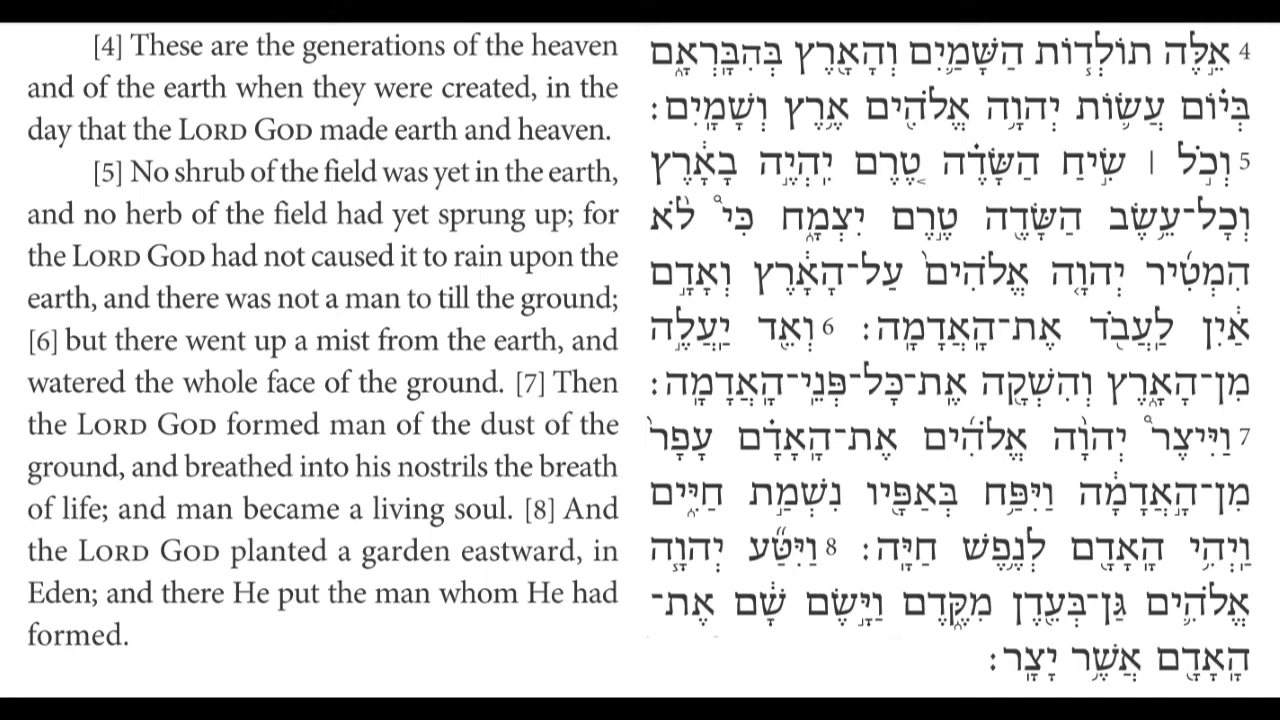 [4] These are the generations of the heaven
and of the earth when they were created, in the
day that the LORD GOD made earth and heaven.
[5] No shrub of the field was yet in the earth,
and no herb of the field had yet sprung up; for
the LORD GOD had not caused it to rain upon the
earth, and there was not a man to till the ground;
[6] but there went up a mist from the earth, and
watered the whole face of the ground. [7] Then
the LORD GOD formed man of the dust of the
ground, and breathed into his nostrils the breath
of life; and man became a living soul. [8] And
the LORD GOD planted a garden eastward, in
Eden; and there He put the man whom He had
formed.
4 אֵ֣לֶּה תוֹלְד֧וֹת הַשָּׁמַ֛יִם וְהָאָ֖רֶץ בְּהִבָּֽרְאָ֑ם
בְּי֗וֹם עֲשׂ֛וֹת יְהוָ֥ה אֱלֹהִ֖ים אֶ֥רֶץ וְשָׁמָֽיִם׃
5 וְכֹ֣ל ׀ שִׂ֣יחַ הַשָּׂדֶ֗ה טֶ֚רֶם יִֽהְיֶ֣ה בָאָ֔רֶץ
וְכָל־עֵ֥שֶׂב הַשָּׂדֶ֖ה טֶ֣רֶם יִצְמָ֑ח כִּי֩ לֹ֨א
הִמְטִ֜יר יְהוָ֤ה אֱלֹהִים֙ עַל־הָאָ֔רֶץ וְאָדָ֣ם
אַ֔יִן לַֽעֲבֹ֖ד אֶת־הָֽאֲדָמָֽה׃ 6 וְאֵ֖ד יַֽעֲלֶ֣ה
מִן־הָאָ֑רֶץ וְהִשְׁקָ֖ה אֶֽת־כָּל־פְּנֵֽי־הָֽאֲדָמָֽה׃
7 וַיִּיצֶר֩ יְהוָ֨ה אֱלֹהִ֜ים אֶת־הָֽאָדָ֗ם עָפָר֙
מִן־הָ֣אֲדָמָ֔ה וַיִּפַּ֥ח בְּאַפָּ֖יו נִשְׁמַ֣ת חַיִּ֑ים
וַֽיְהִ֥י הָֽאָדָ֖ם לְנֶ֥פֶשׁ חַיָּֽה׃ 8 וַיִּטַּ֞ע יְהוָ֧ה
אֱלֹהִ֛ים גַּן־בְּעֵ֖דֶן מִקֶּ֑דֶם וַיָּ֣שֶׂם שָׁ֔ם אֶת־
הָֽאָדָ֖ם אֲשֶׁ֥ר יָצָֽר׃